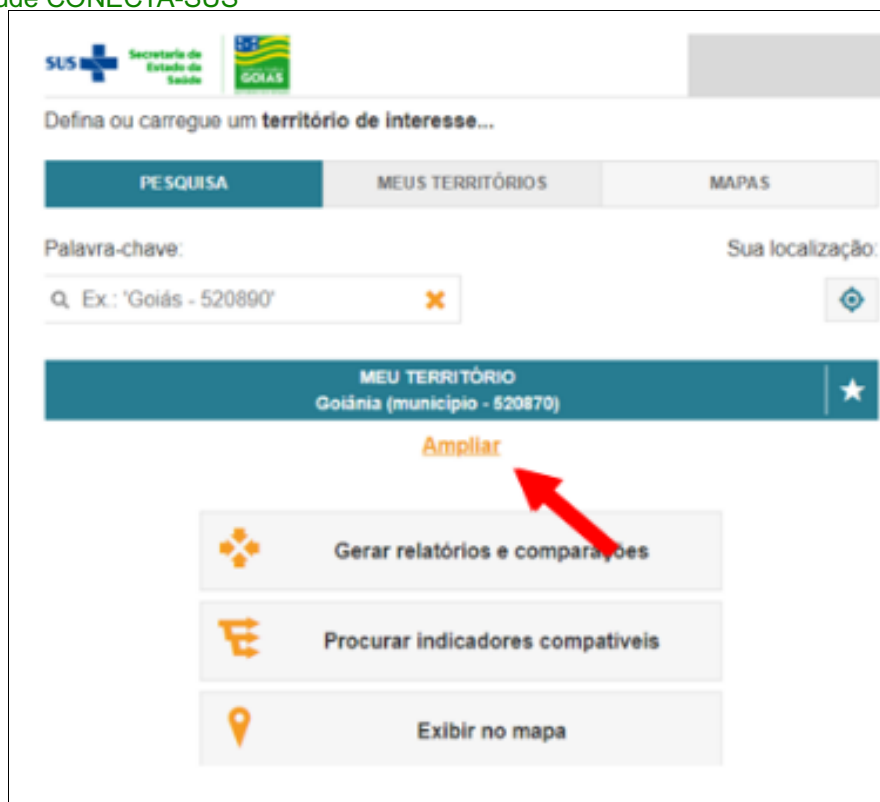 CONECTA-SUS
SUS
Secretaria de
Estado da
Saúde
GOIÁS
Defina ou carregue um território de interesse...
PESQUISA
MEUS TERRITÓRIOS
MAPAS
Palavra-chave:
Sua localização:
Ex.: 'Goiás - 520890'
MEU TERRITÓRIO
Goiânia (município - 520870)
Ampliar
Gerar relatórios e comparações
Procurar indicadores compatíveis
Exibir no mapa